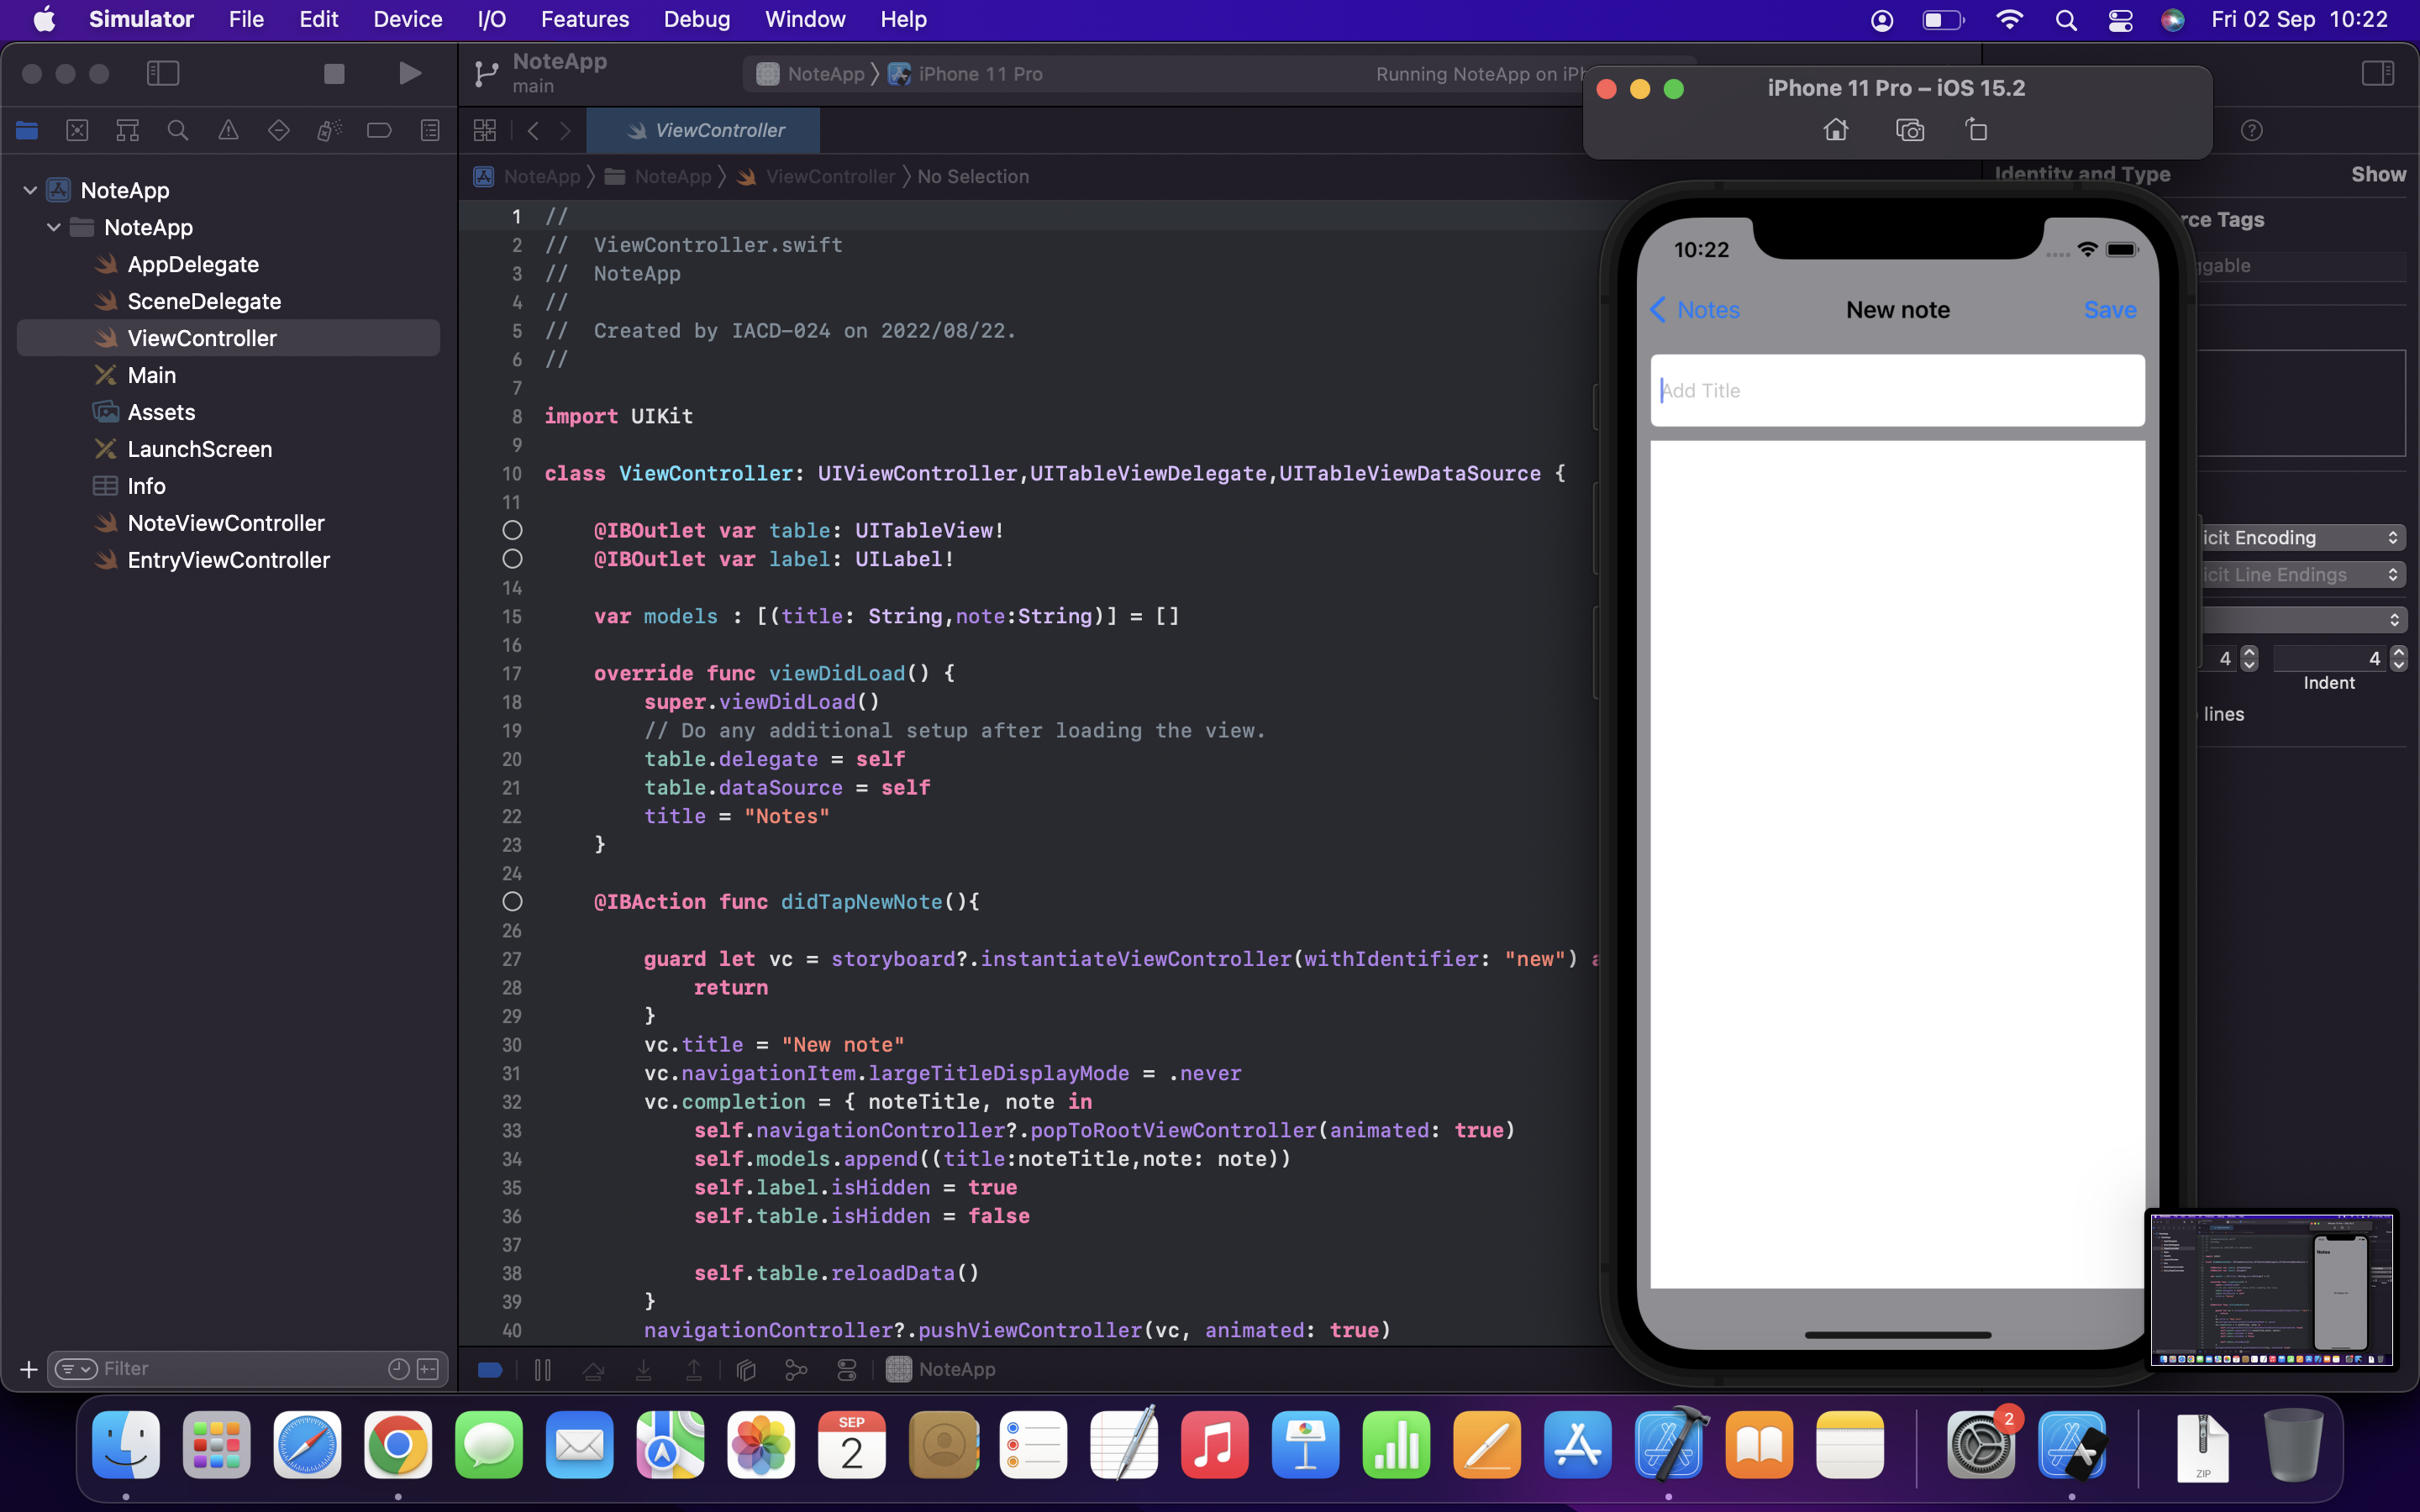 Simulator File Edit Device I/O Features Debug Window Help Fri 02 Sep 10:22
NoteApp
main
NoteApp iPhone 11 Pro Running NoteApp on
iPhone 11 Pro – iOS 15.2
ViewController
NoteApp NoteApp ViewController No Selection
Identity and Type Show
NoteApp
NoteApp
AppDelegate
SceneDelegate
ViewController
Main
Assets
LaunchScreen
Info
NoteViewController
EntryViewController
1 //
2 //  ViewController.swift
3 //  NoteApp
4 //
5 //  Created by IACD-024 on 2022/08/22.
6 //
7
8 import UIKit
9
10 class ViewController: UIViewController,UITableViewDelegate,UITableViewDataSource {
11
@IBOutlet var table: UITableView!
@IBOutlet var label: UILabel!
14
15 var models : [(title: String,note:String)] = []
16
17 override func viewDidLoad() {
18 super.viewDidLoad()
19 // Do any additional setup after loading the view.
20 table.delegate = self
21 table.dataSource = self
22 title = "Notes"
23 }
24
@IBAction func didTapNewNote(){
26
27 guard let vc = storyboard?.instantiateViewController(withIdentifier: "new")
28 return
29 }
30 vc.title = "New note"
31 vc.navigationItem.largeTitleDisplayMode = .never
32 vc.completion = { noteTitle, note in
33 self.navigationController?.popToRootViewController(animated: true)
34 self.models.append((title:noteTitle,note: note))
35 self.label.isHidden = true
36 self.table.isHidden = false
37
38 self.table.reloadData()
39 }
40 navigationController?.pushViewController(vc, animated: true)
10:22
Notes New note Save
Add Title
Tags
Encoding
Line Endings
4 4
Indent
lines
Filter
NoteApp
SEP
2
2
ZIP